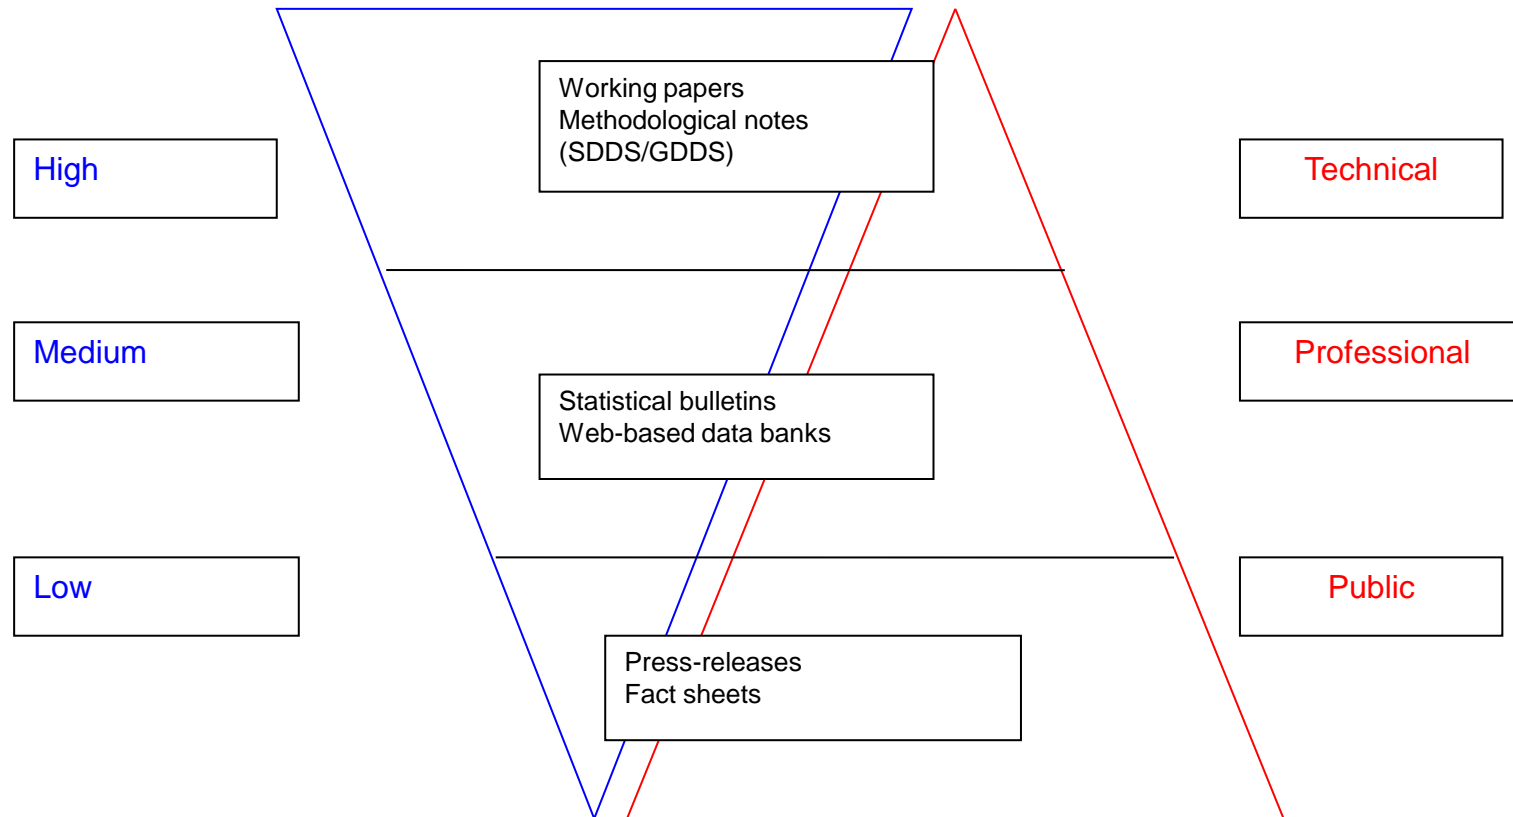 Working papers
Methodological notes
(SDDS/GDDS)
High
Technical
Medium
Professional
Statistical bulletins
Web-based data banks
Low
Public
Press-releases
Fact sheets